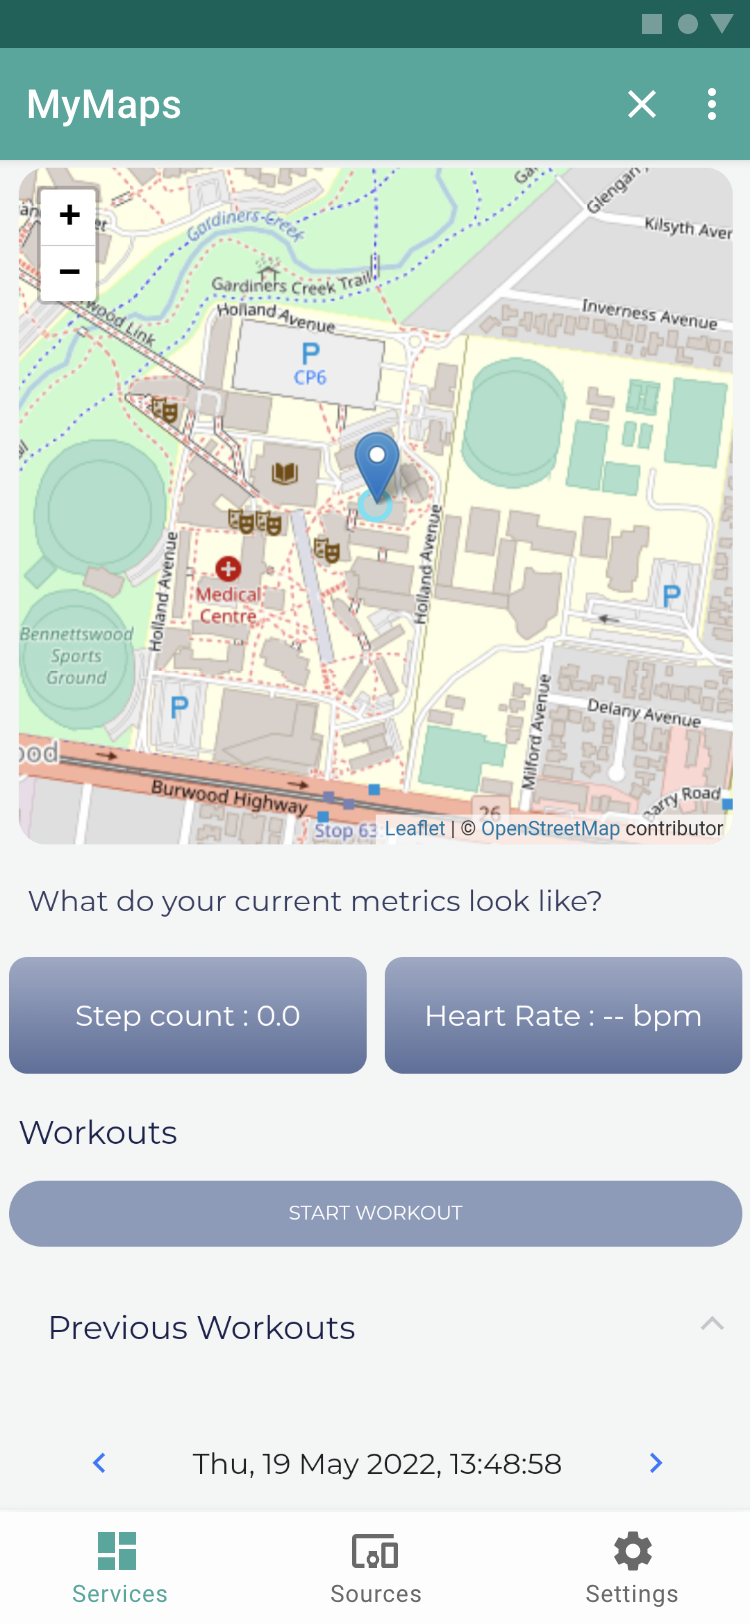 MyMaps
+
−
Gardiners Creek
Glengar
Kilsyth Aver
Gardiners Creek Trail
Inverness Avenue
wood Link
Holland Avenue
P
CP6
Holland Avenue
Holland Avenue
Medical
Centre
P
Bennettswood
Sports
Ground
P
Delany Avenue
Milford Avenue
ood
Burwood Highway
26
Barry Road
Stop 63
Leaflet | © OpenStreetMap contributor
What do your current metrics look like?
Step count : 0.0
Heart Rate : -- bpm
Workouts
START WORKOUT
Previous Workouts
Thu, 19 May 2022, 13:48:58
Services
Sources
Settings